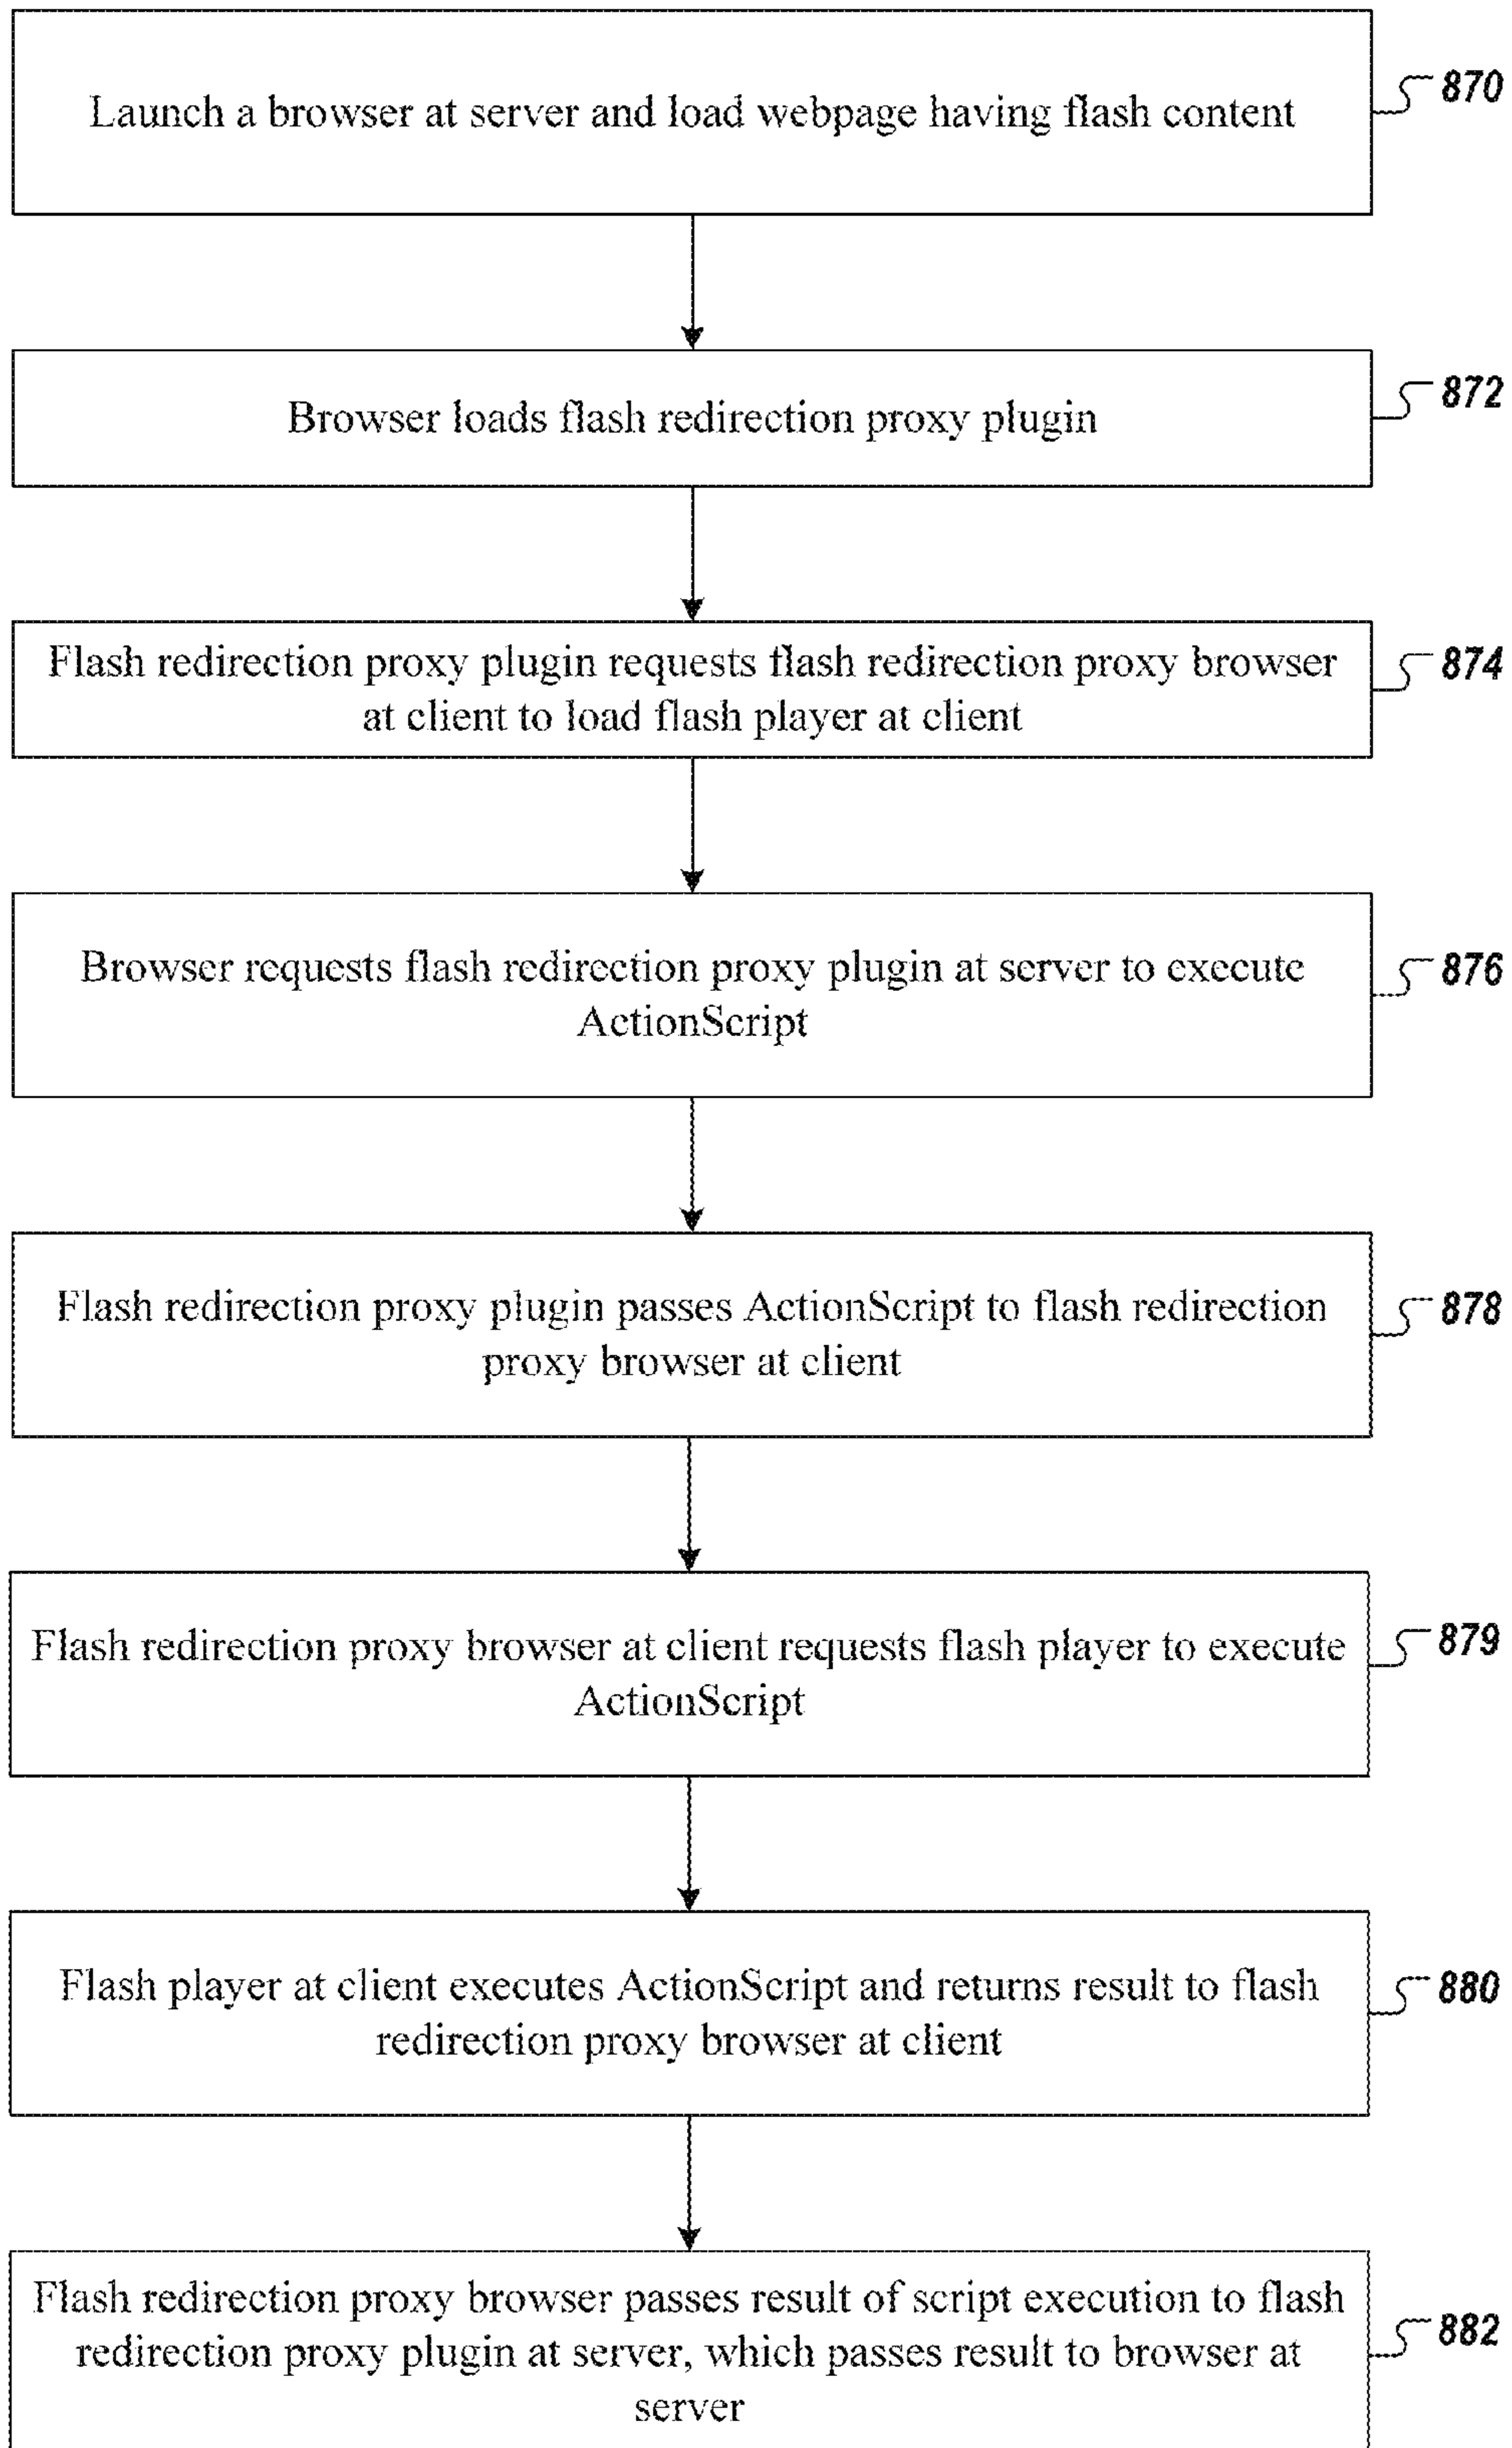 Launch a browser at server and load webpage having flash content
870
Browser loads flash redirection proxy plugin
872
Flash redirection proxy plugin requests flash redirection proxy browser
at client to load flash player at client
874
Browser requests flash redirection proxy plugin at server to execute
ActionScript
876
Flash redirection proxy plugin passes ActionScript to flash redirection
proxy browser at client
878
Flash redirection proxy browser at client requests flash player to execute
ActionScript
879
Flash player at client executes ActionScript and returns result to flash
redirection proxy browser at client
880
Flash redirection proxy browser passes result of script execution to flash
redirection proxy plugin at server, which passes result to browser at
server
882